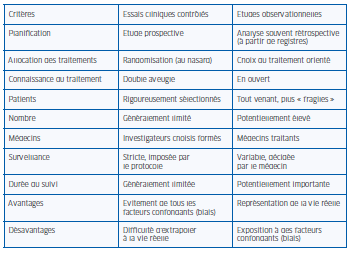 Critères Essais cliniques contrôlés Etudes observationnelles
Planification Etude prospective Analyse souvent rétrospective
(à partir de registres)
Allocation des traitements Randomisation (au hasard) Choix du traitement orienté
Connaissance du traitement Double aveugle En ouvert
Patients Rigoureusement sélectionnés Tout venant, plus « fragiles »
Nombre Généralement limité Potentiellement élevé
Médecins Investigateurs choisis formés Médecins traitants
Surveillance Stricte, imposée par Variable, décidée
le protocole par le médecin
Durée du suivi Généralement limitée Potentiellement importante
Avantages Evitement de tous les Représentation de la vie réelle
facteurs confondants (biais)
Désavantages Difficulté d'extrapoler Exposition à des facteurs
à la vie réelle confondants (biais)